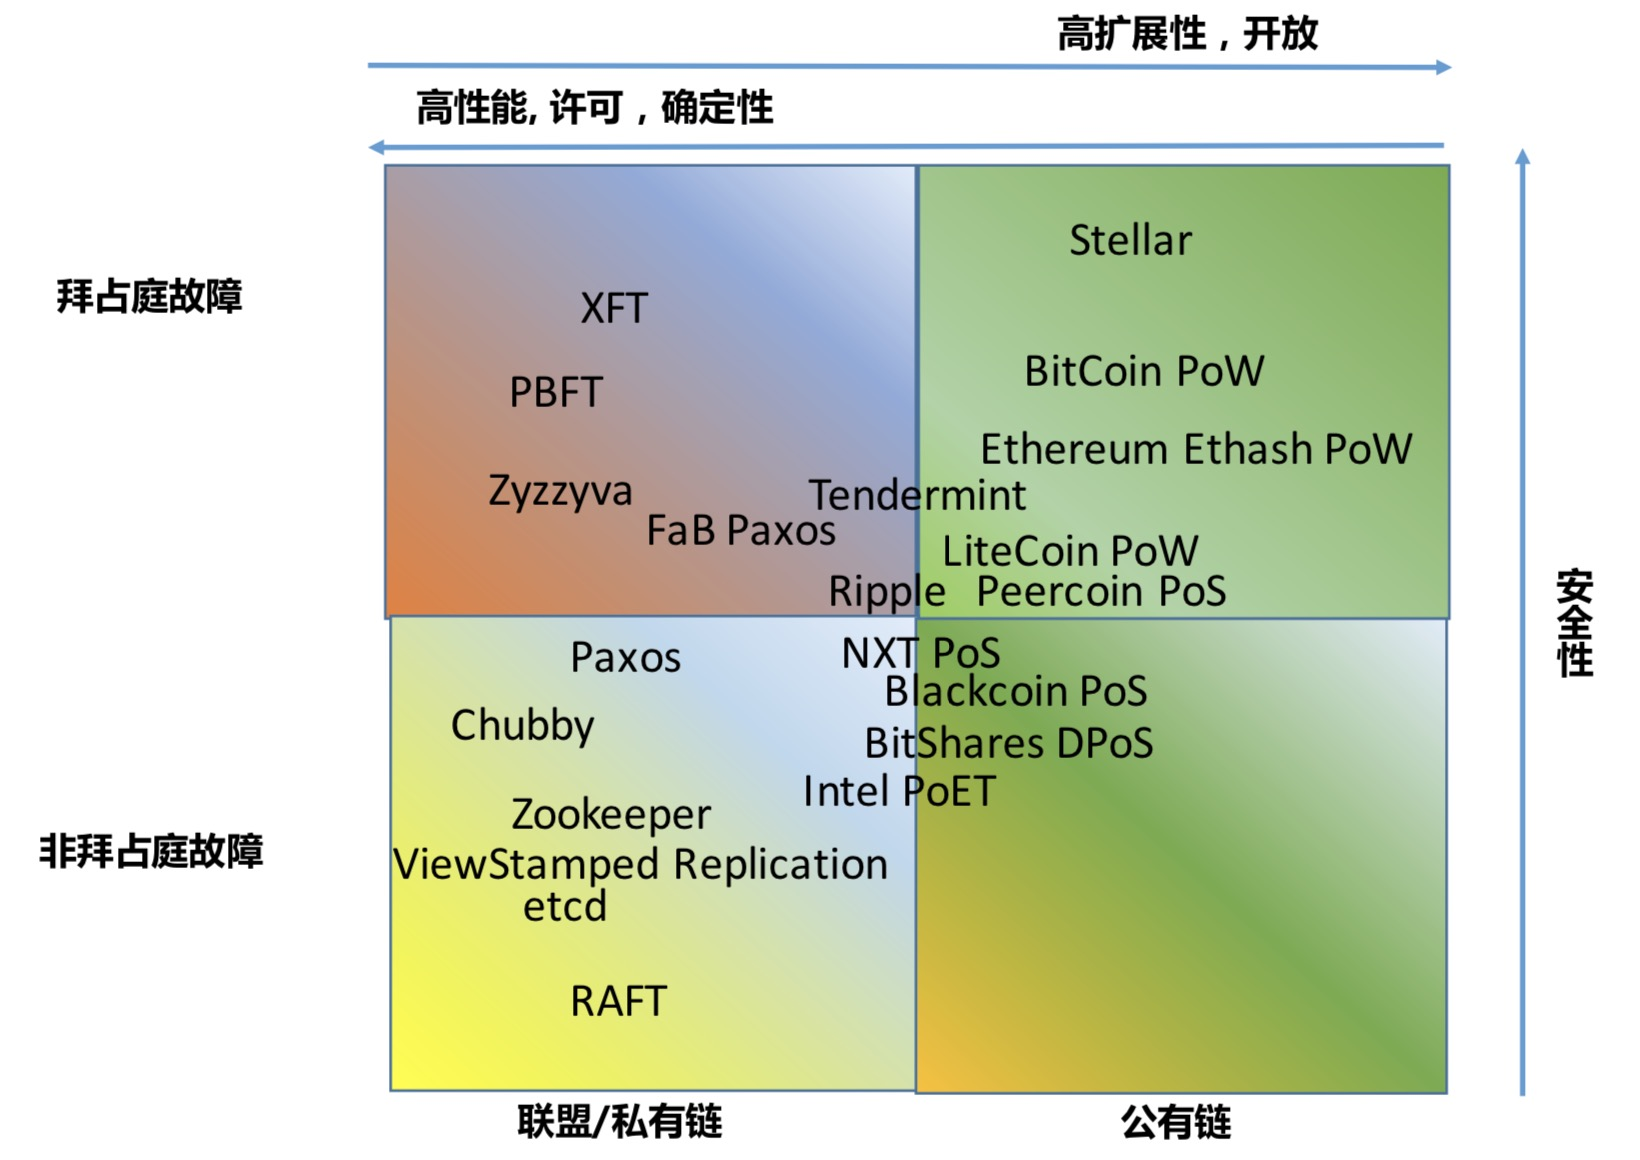 高扩展性，开放
高性能, 许可，确定性
拜占庭故障
Stellar
XFT
BitCoin PoW
PBFT
Ethereum Ethash PoW
Zyzzyva
Tendermint
FaB Paxos
LiteCoin PoW
Ripple
Peercoin PoS
安全性
Paxos
NXT PoS
Blackcoin PoS
Chubby
BitShares DPoS
Intel PoET
Zookeeper
非拜占庭故障
ViewStamped Replication
etcd
RAFT
联盟/私有链
公有链